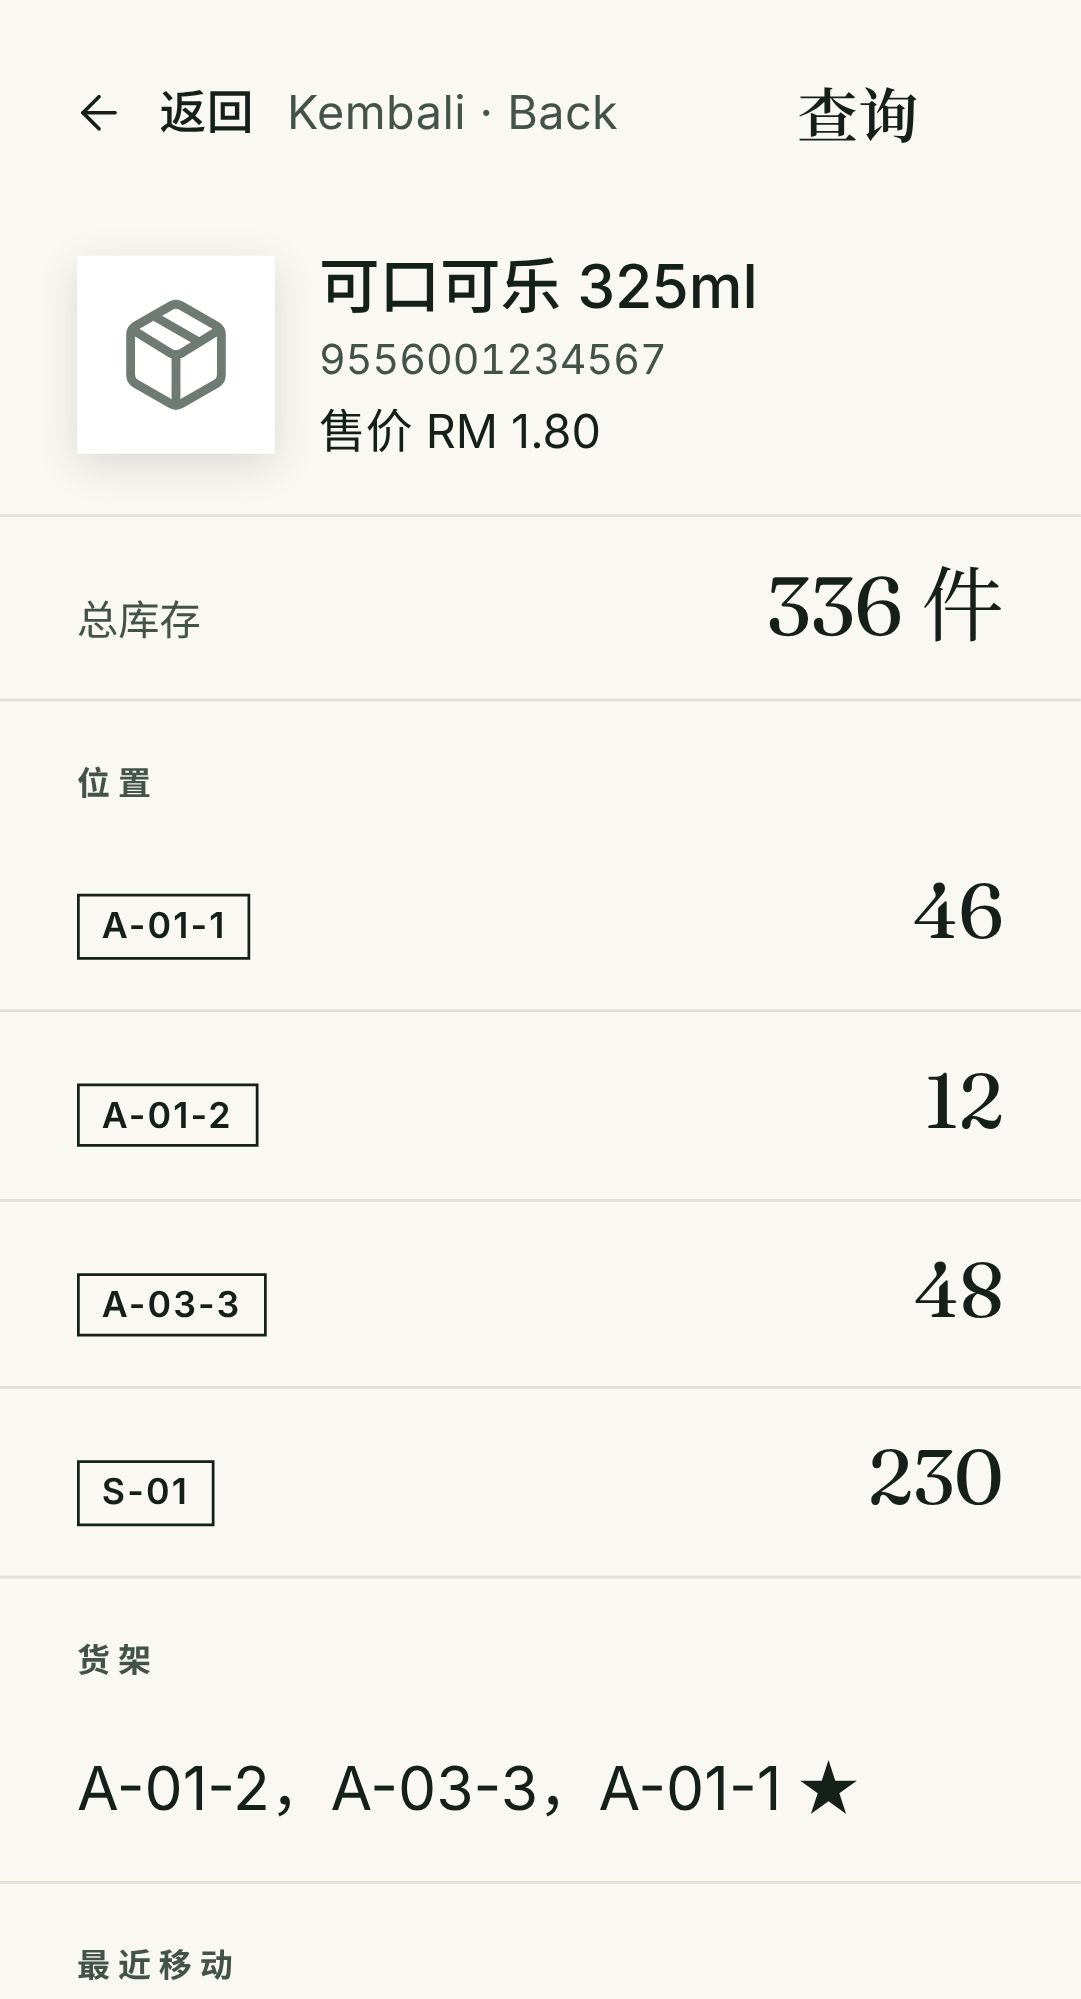 ← 返回 Kembali · Back 查询
可口可乐 325ml
9556001234567
售价 RM 1.80
总库存 336 件
位置
A-01-1 46
A-01-2 12
A-03-3 48
S-01 230
货架
A-01-2，A-03-3，A-01-1 ★
最近移动